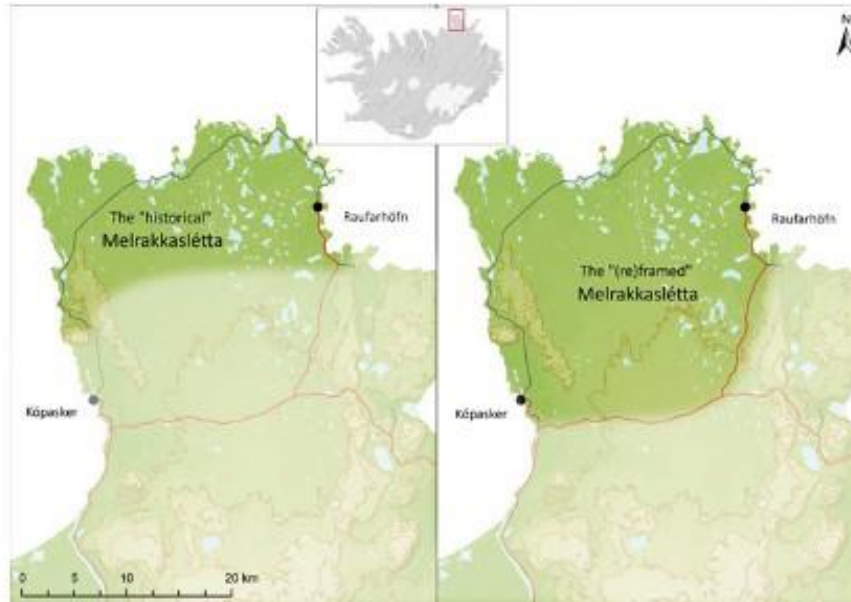 N
The "historical"
Melrakkaslétta
Raufarhöfn
Kópasker
0 5 10 20 km
The "(re)framed"
Melrakkaslétta
Raufarhöfn
Kópasker